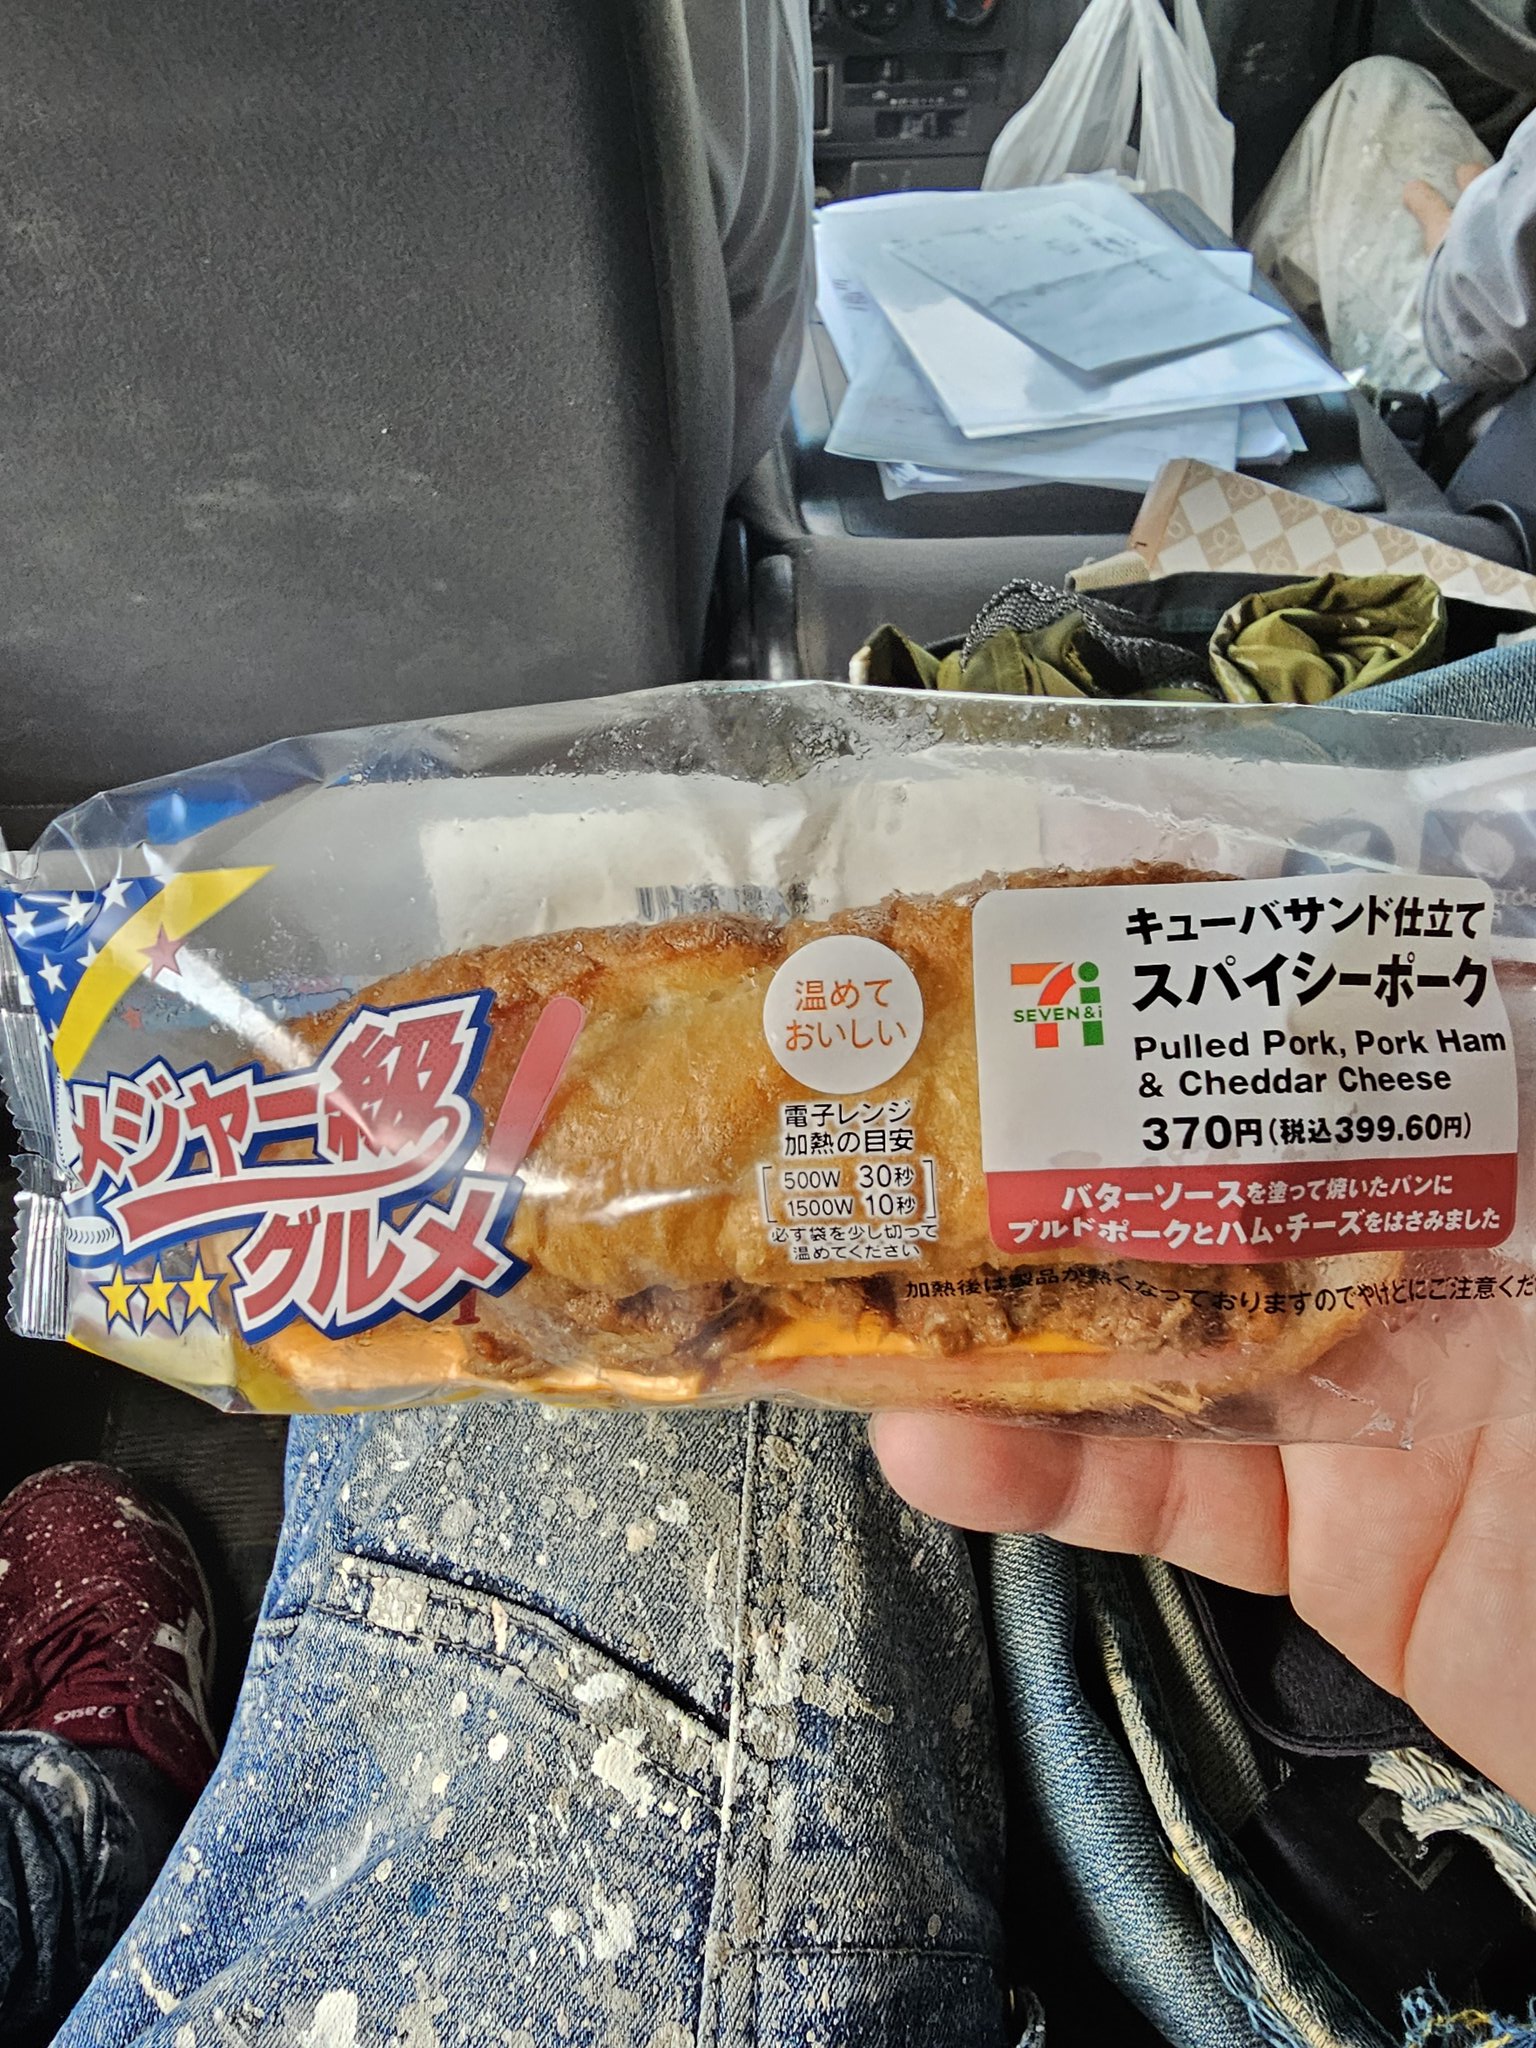 メジャー級
グルメ
温めて
おいしい
電子レンジ
加熱の目安
500W 30秒
1500W 10秒
必ず袋を少し切って
温めてください
キューバサンド仕立て
スパイシーポーク
SEVEN&i
Pulled Pork, Pork Ham
& Cheddar Cheese
370円(税込399.60円)
バターソースを塗って焼いたパンに
プルドポークとハム・チーズをはさみました
加熱後は製品が熱くなっておりますのでやけどにご注意くだ
asics